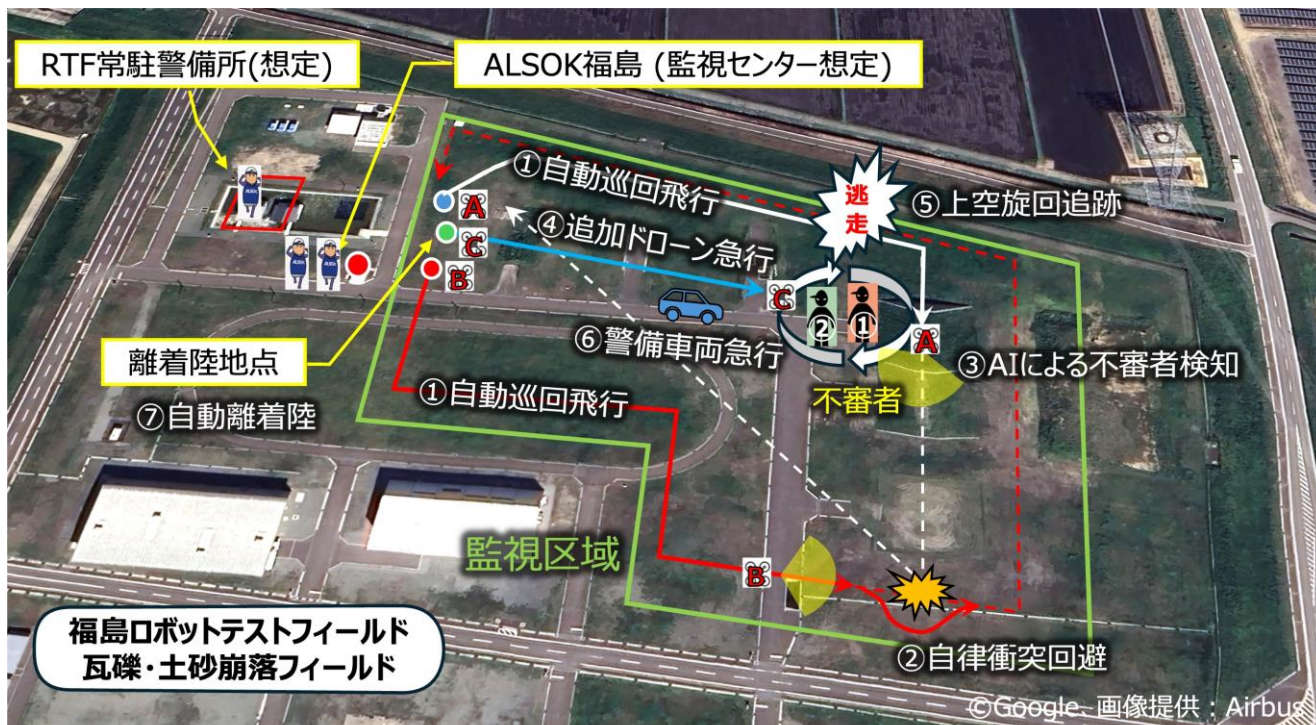 RTF常駐警備所(想定)
ALSOK福島 (監視センター想定)
①自動巡回飛行
逃
走
⑤上空旋回追跡
A
④追加ドローン急行
C
B
C
②
①
A
⑥警備車両急行
③AIによる不審者検知
離着陸地点
不審者
①自動巡回飛行
⑦自動離着陸
監視区域
B
福島ロボットテストフィールド
瓦礫・土砂崩落フィールド
②自律衝突回避
©Google、画像提供：Airbus